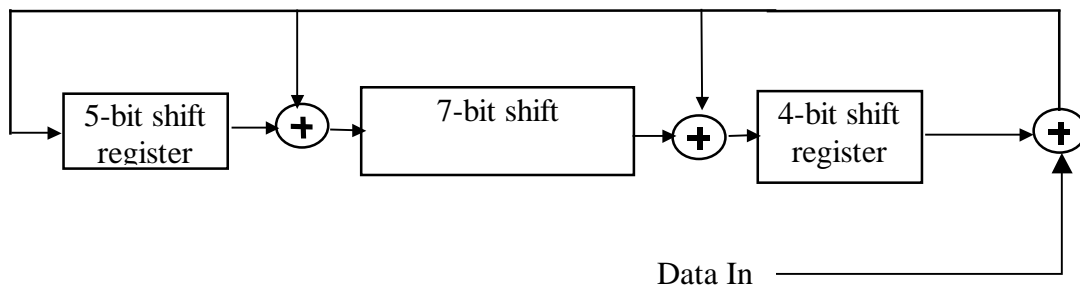 5-bit shift
register
7-bit shift
4-bit shift
register
Data In